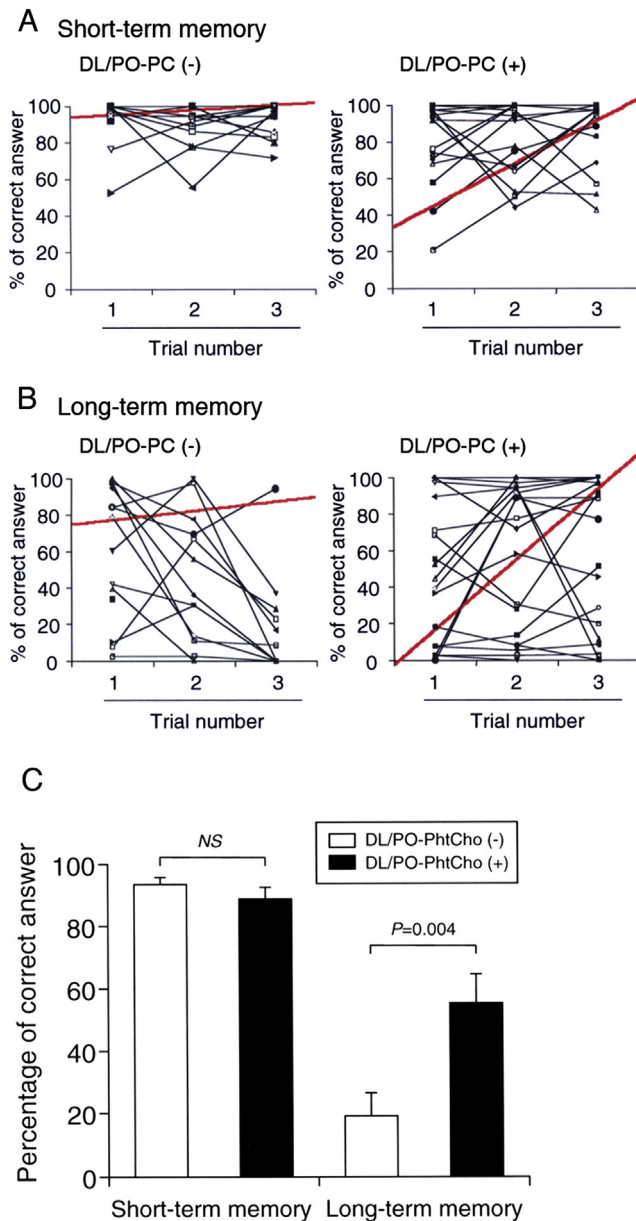 A Short-term memory
DL/PO-PC (-)
DL/PO-PC (+)
% of correct answer
100
80
60
40
20
0
1 2 3
Trial number
% of correct answer
100
80
60
40
20
0
1 2 3
Trial number
B Long-term memory
DL/PO-PC (-)
DL/PO-PC (+)
% of correct answer
100
80
60
40
20
0
1 2 3
Trial number
% of correct answer
100
80
60
40
20
0
1 2 3
Trial number
C
Percentage of correct answer
100
80
60
40
20
0
NS
DL/PO-PhtCho (-)
DL/PO-PhtCho (+)
P=0.004
Short-term memory
Long-term memory